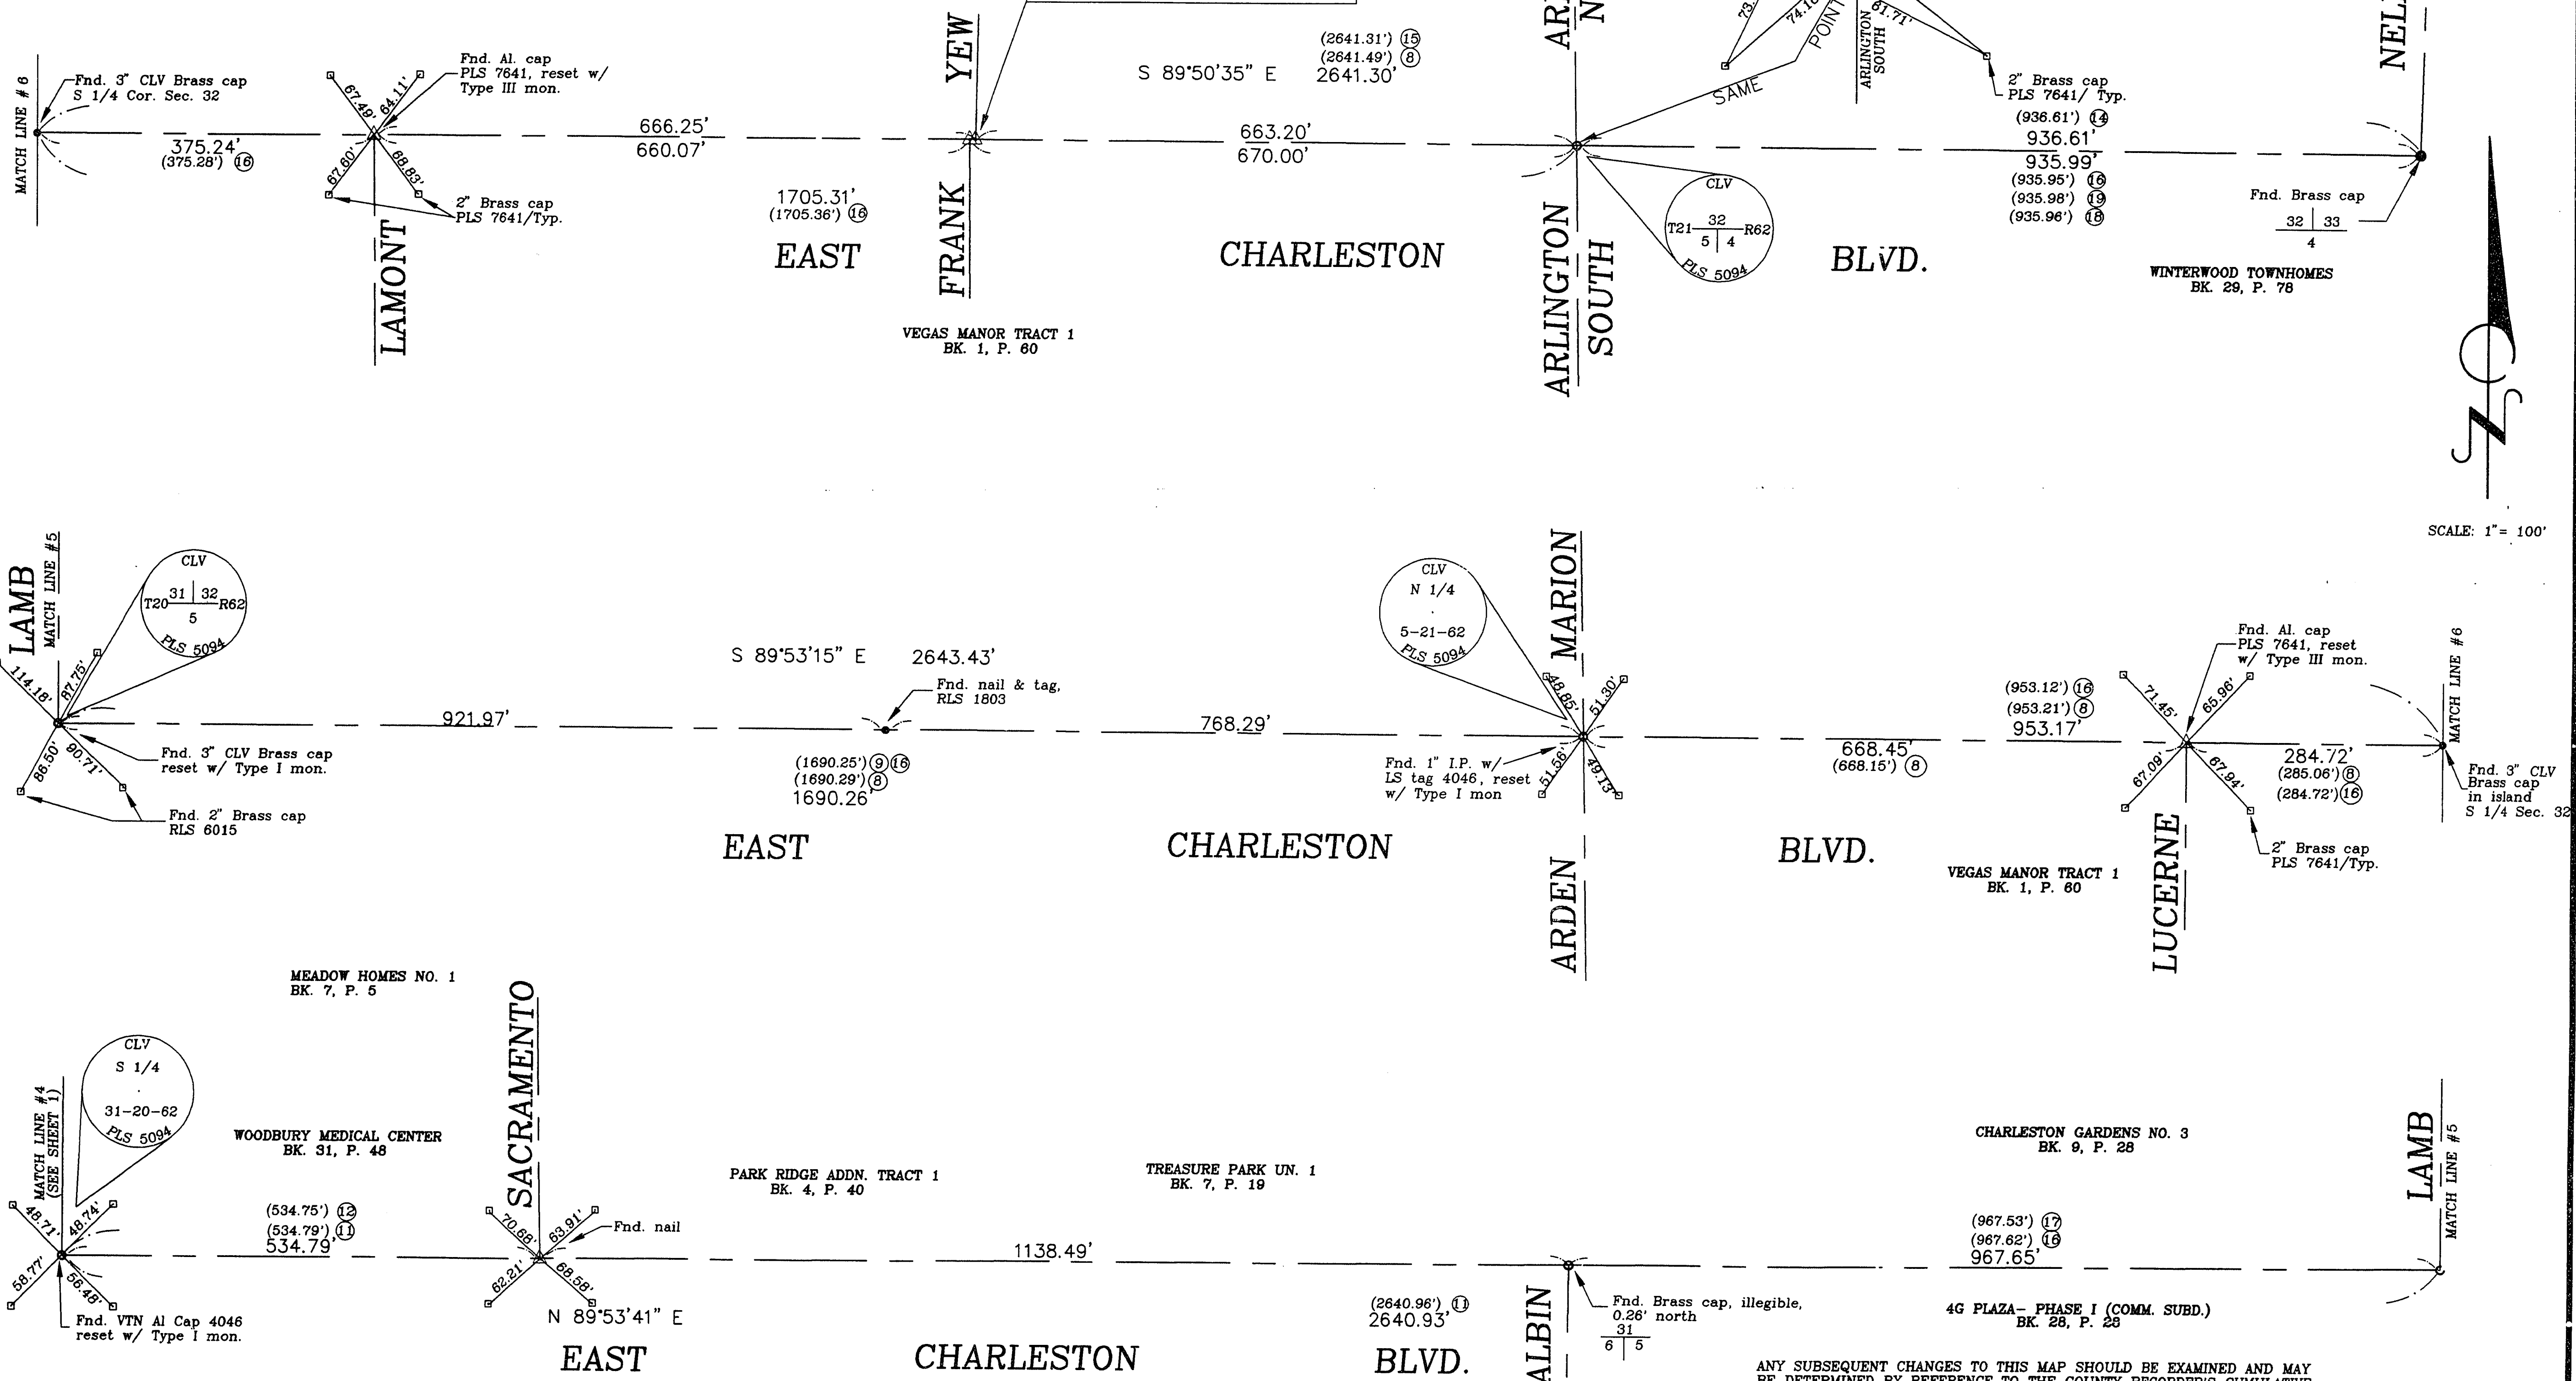 MATCH LINE # 6
Fnd. 3" CLV Brass cap
S 1/4 Cor. Sec. 32
375.24'
(375.28') 16
67.49'
64.11'
67.60'
68.83'
Fnd. Al. cap
PLS 7641, reset w/
Type III mon.
2" Brass cap
PLS 7641/Typ.
LAMONT
666.25'
660.07'
1705.31'
(1705.36') 16
YEW
FRANK
EAST CHARLESTON BLVD.
VEGAS MANOR TRACT 1
BK. 1, P. 60
(2641.31') 15
(2641.49') 8
S 89°50'35" E 2641.30'
663.20'
670.00'
ARLINGTON
SOUTH
SAME
POINT
74.18'
61.71'
ARLINGTON
SOUTH
CLV
T21 32 R62
5 4
PLS 5094
2" Brass cap
PLS 7641/ Typ.
(936.61') 14
936.61'
935.99'
(935.95') 16
(935.98') 19
(935.96') 18
Fnd. Brass cap
32 33
4
WINTERWOOD TOWNHOMES
BK. 29, P. 78
N
SCALE: 1"= 100'
LAMB
MATCH LINE #5
CLV
31 32
T20 R62
5
PLS 5094
114.18'
87.75'
86.50'
90.71'
Fnd. 3" CLV Brass cap
reset w/ Type I mon.
Fnd. 2" Brass cap
RLS 6015
921.97'
S 89°53'15" E 2643.43'
Fnd. nail & tag,
RLS 1803
(1690.25') 9 16
(1690.29') 8
1690.26'
768.29'
CLV
N 1/4
5-21-62
PLS 5094
MARION
48.85'
51.30'
51.56'
49.13'
Fnd. 1" I.P. w/
LS tag 4046, reset
w/ Type I mon
ARDEN
EAST CHARLESTON BLVD.
668.45'
(668.15') 8
(953.12') 16
(953.21') 8
953.17'
71.45'
65.96'
67.09'
67.94'
Fnd. Al. cap
PLS 7641, reset
w/ Type III mon.
MATCH LINE #6
284.72'
(285.06') 8
(284.72') 16
Fnd. 3" CLV
Brass cap
in island
S 1/4 Sec. 32
2" Brass cap
PLS 7641/Typ.
LUCERNE
VEGAS MANOR TRACT 1
BK. 1, P. 60
MEADOW HOMES NO. 1
BK. 7, P. 5
CLV
S 1/4
31-20-62
PLS 5094
MATCH LINE #4
(SEE SHEET 1)
WOODBURY MEDICAL CENTER
BK. 31, P. 48
SACRAMENTO
PARK RIDGE ADDN. TRACT 1
BK. 4, P. 40
TREASURE PARK UN. 1
BK. 7, P. 19
CHARLESTON GARDENS NO. 3
BK. 9, P. 28
LAMB
MATCH LINE #5
48.71'
48.74'
58.77'
56.48'
(534.75') 12
(534.79') 11
534.79'
70.68'
63.91'
62.21'
68.58'
Fnd. nail
1138.49'
(967.53') 17
(967.62') 16
967.65'
Fnd. VTN Al Cap 4046
reset w/ Type I mon.
N 89°53'41" E
(2640.96') 11
2640.93'
ALBIN
Fnd. Brass cap, illegible,
0.26' north
31
6 5
4G PLAZA- PHASE I (COMM. SUBD.)
BK. 28, P. 28
EAST CHARLESTON BLVD.
ANY SUBSEQUENT CHANGES TO THIS MAP SHOULD BE EXAMINED AND MAY
BE DETERMINED BY REFERENCE TO THE COUNTY RECORDER'S CUMULATIVE